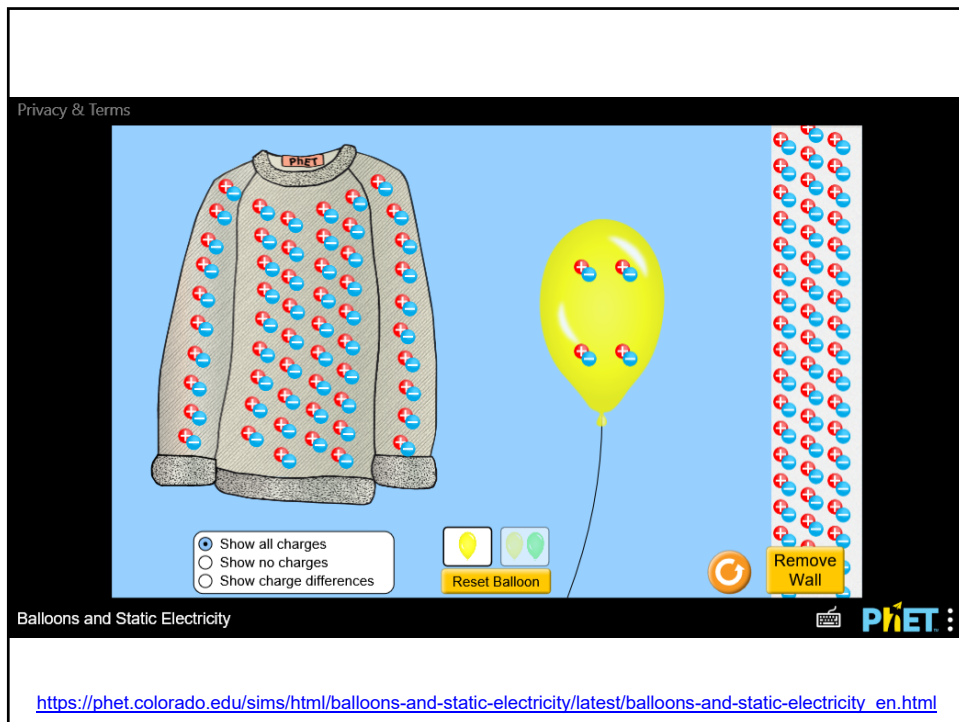 Privacy & Terms
PhET
Show all charges
Show no charges
Show charge differences
Reset Balloon
Remove
Wall
Balloons and Static Electricity
PhET
https://phet.colorado.edu/sims/html/balloons-and-static-electricity/latest/balloons-and-static-electricity_en.html